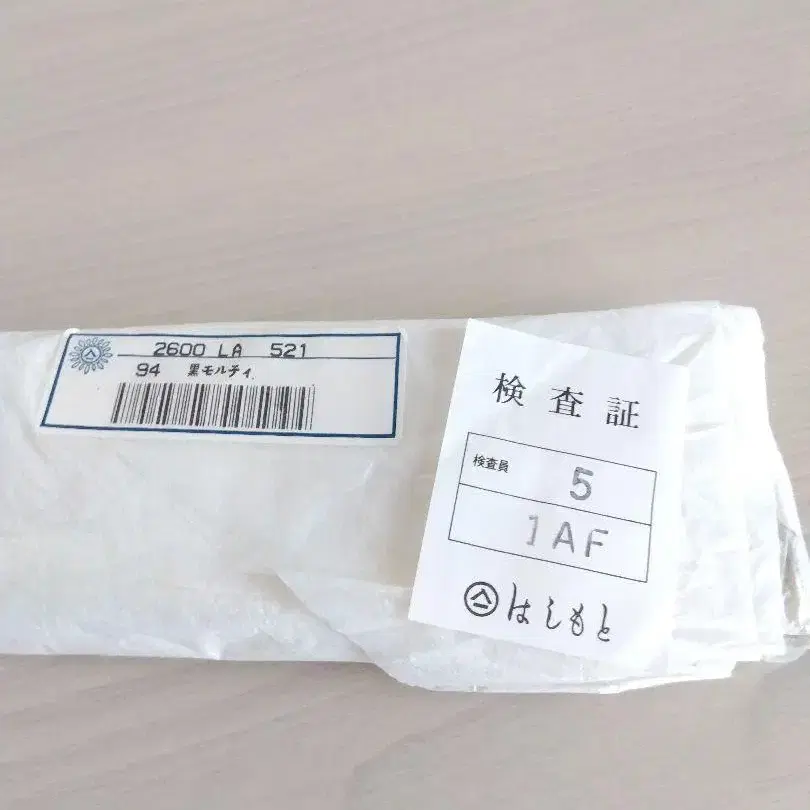 2600 LA 521
94 黒モルティ.
検査証
検査員 5
1AF
はしもと